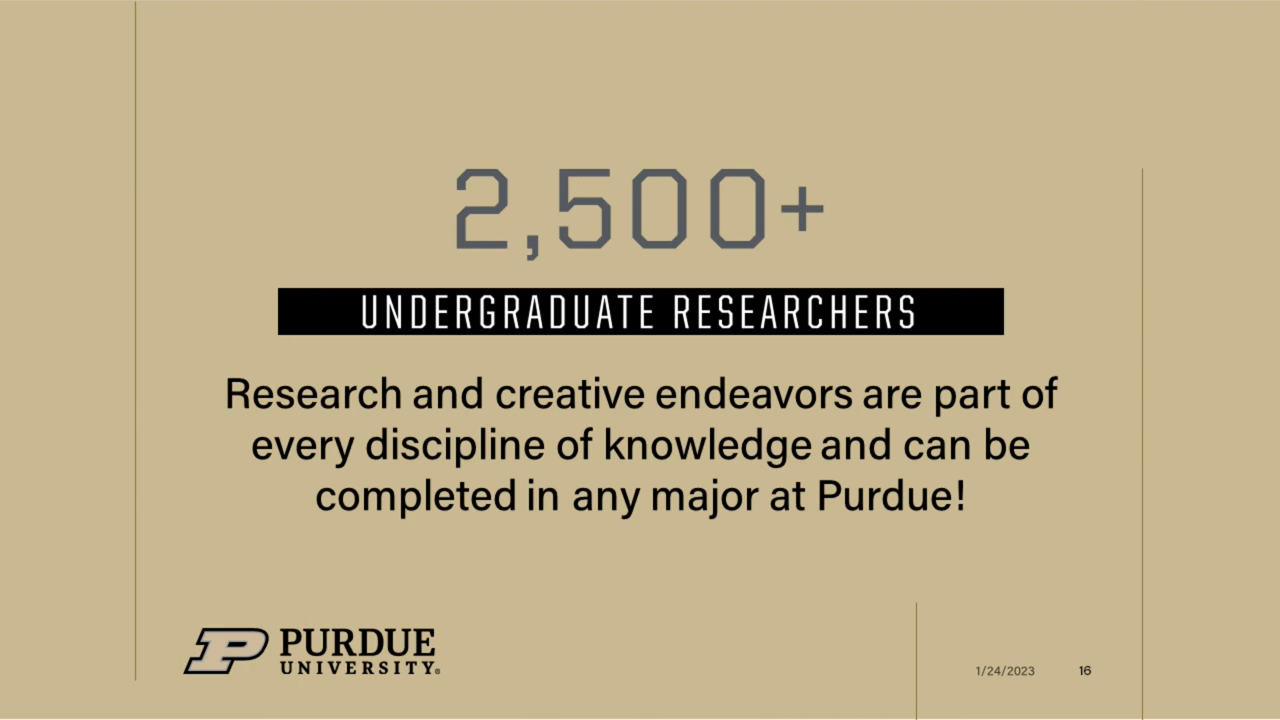 2,500+
UNDERGRADUATE RESEARCHERS
Research and creative endeavors are part of
every discipline of knowledge and can be
completed in any major at Purdue!
P PURDUE
UNIVERSITY®
1/24/2023 16